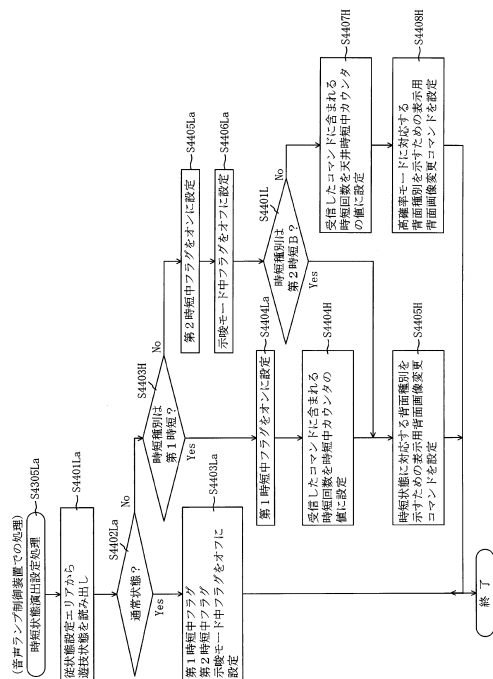 (音声ランプ制御装置での処理)
時短状態演出設定処理
S4305La
従状態設定エリアから
遊技状態を読み出し
S4401La
通常状態?
S4402La
Yes
No
第1時短中フラグ
第2時短中フラグ
示唆モード中フラグをオフに
設定
S4403La
時短種別は
第1時短?
S4403H
Yes
No
第1時短中フラグをオンに設定
S4404La
受信したコマンドに含まれる
時短回数を時短中カウンタの
値に設定
S4404H
時短状態に対応する背面種別を
示すための表示用背面画像変更
コマンドを設定
S4405H
第2時短中フラグをオンに設定
S4405La
示唆モード中フラグをオフに設定
S4406La
時短種別は
第2時短B?
S4401L
Yes
No
受信したコマンドに含まれる
時短回数を天井時短中カウンタ
の値に設定
S4407H
高確率モードに対応する
背面種別を示すための表示用
背面画像変更コマンドを設定
S4408H
終了